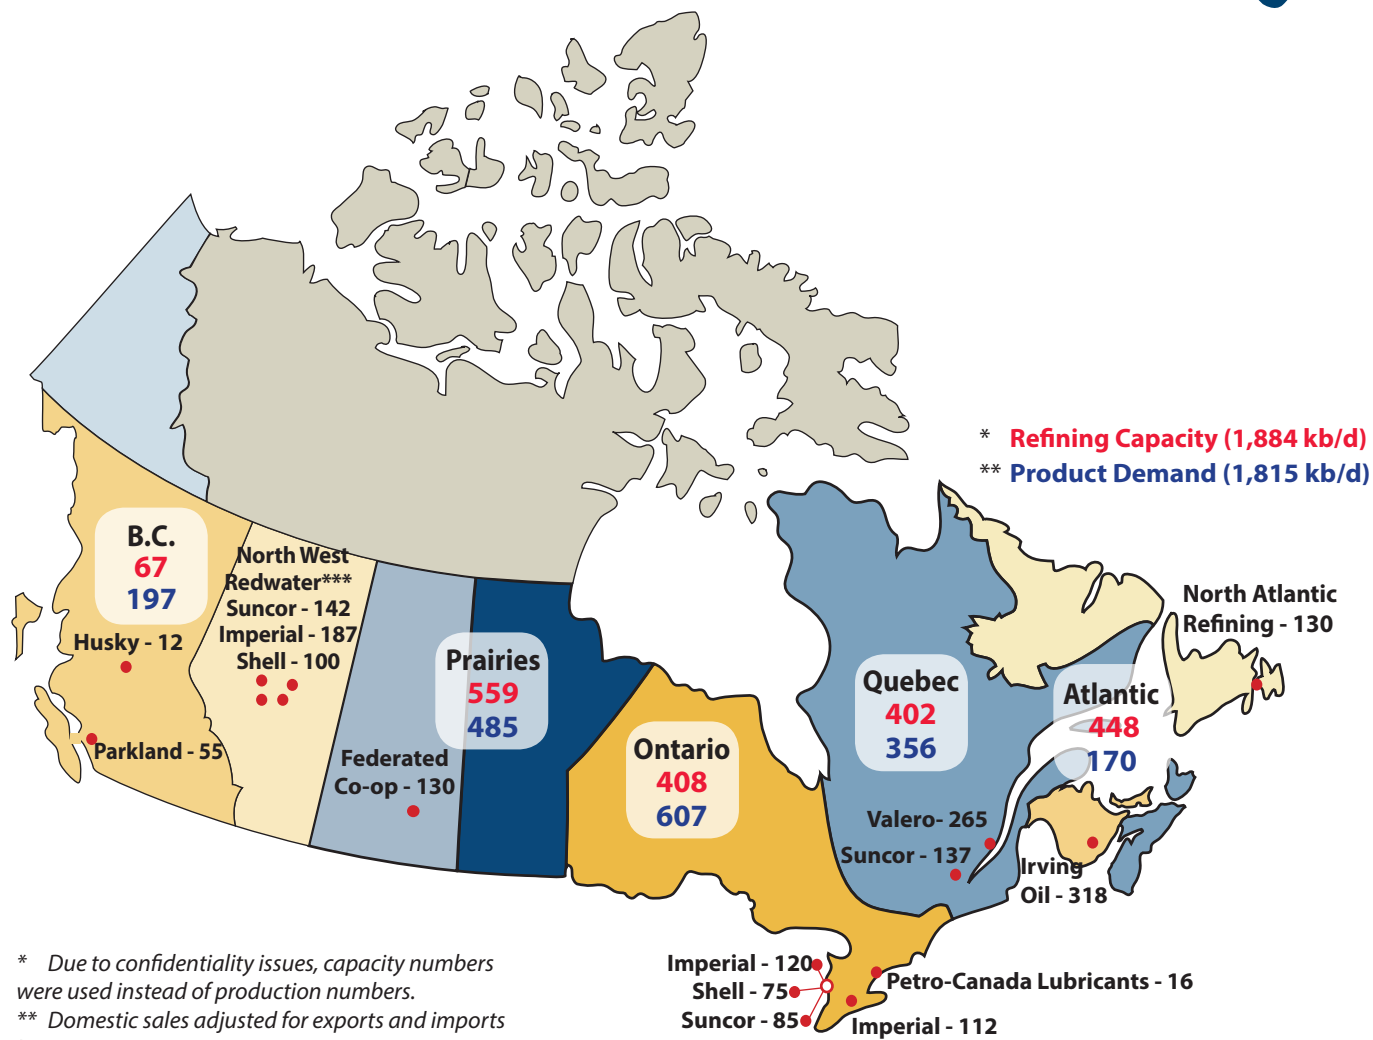 * Refining Capacity (1,884 kb/d)
** Product Demand (1,815 kb/d)
B.C.
67
197
Husky - 12
Parkland - 55
North West
Redwater***
Suncor - 142
Imperial - 187
Shell - 100
Prairies
559
485
Federated
Co-op - 130
Ontario
408
607
Quebec
402
356
Valero- 265
Suncor - 137
Atlantic
448
170
North Atlantic
Refining - 130
Irving
Oil - 318
Imperial - 120
Shell - 75
Suncor - 85
Petro-Canada Lubricants - 16
Imperial - 112
* Due to confidentiality issues, capacity numbers
were used instead of production numbers.
** Domestic sales adjusted for exports and imports